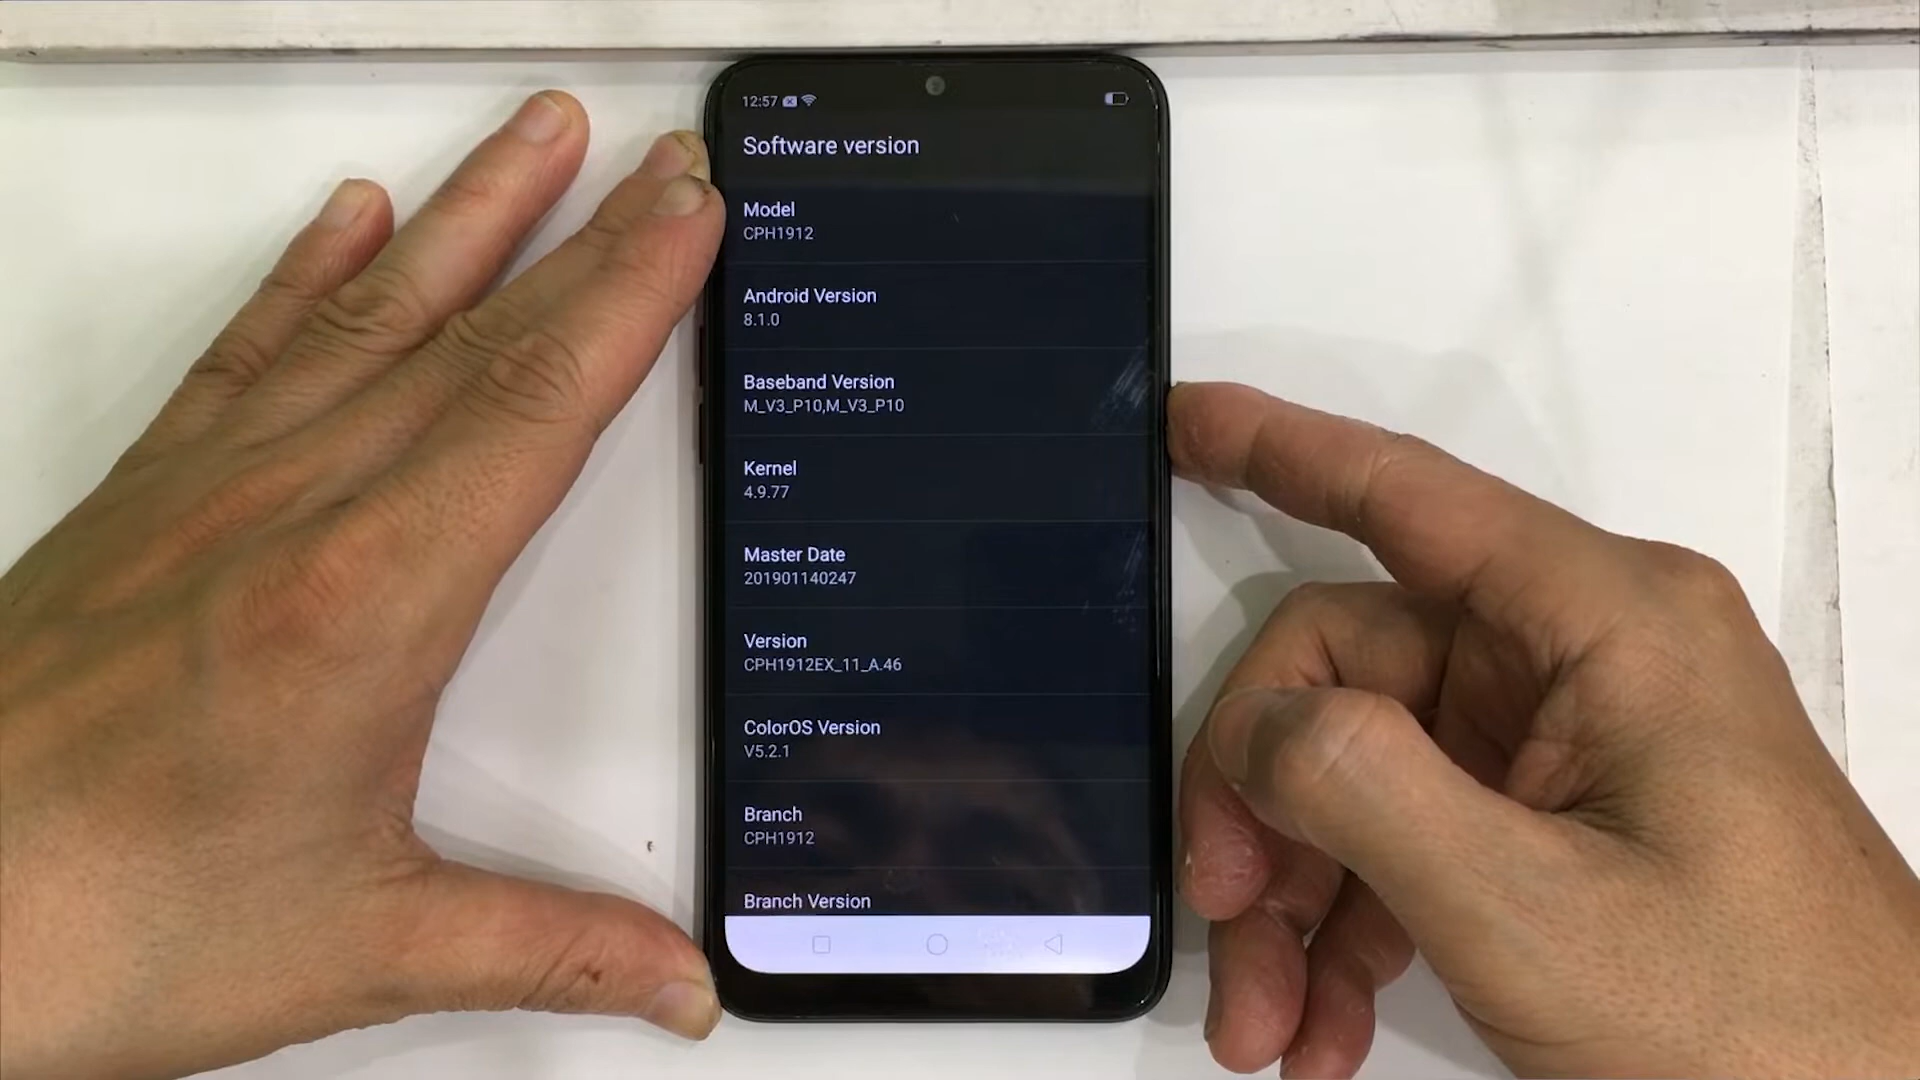 12:57
Software version
Model
CPH1912
Android Version
8.1.0
Baseband Version
M_V3_P10,M_V3_P10
Kernel
4.9.77
Master Date
201901140247
Version
CPH1912EX_11_A.46
ColorOS Version
V5.2.1
Branch
CPH1912
Branch Version